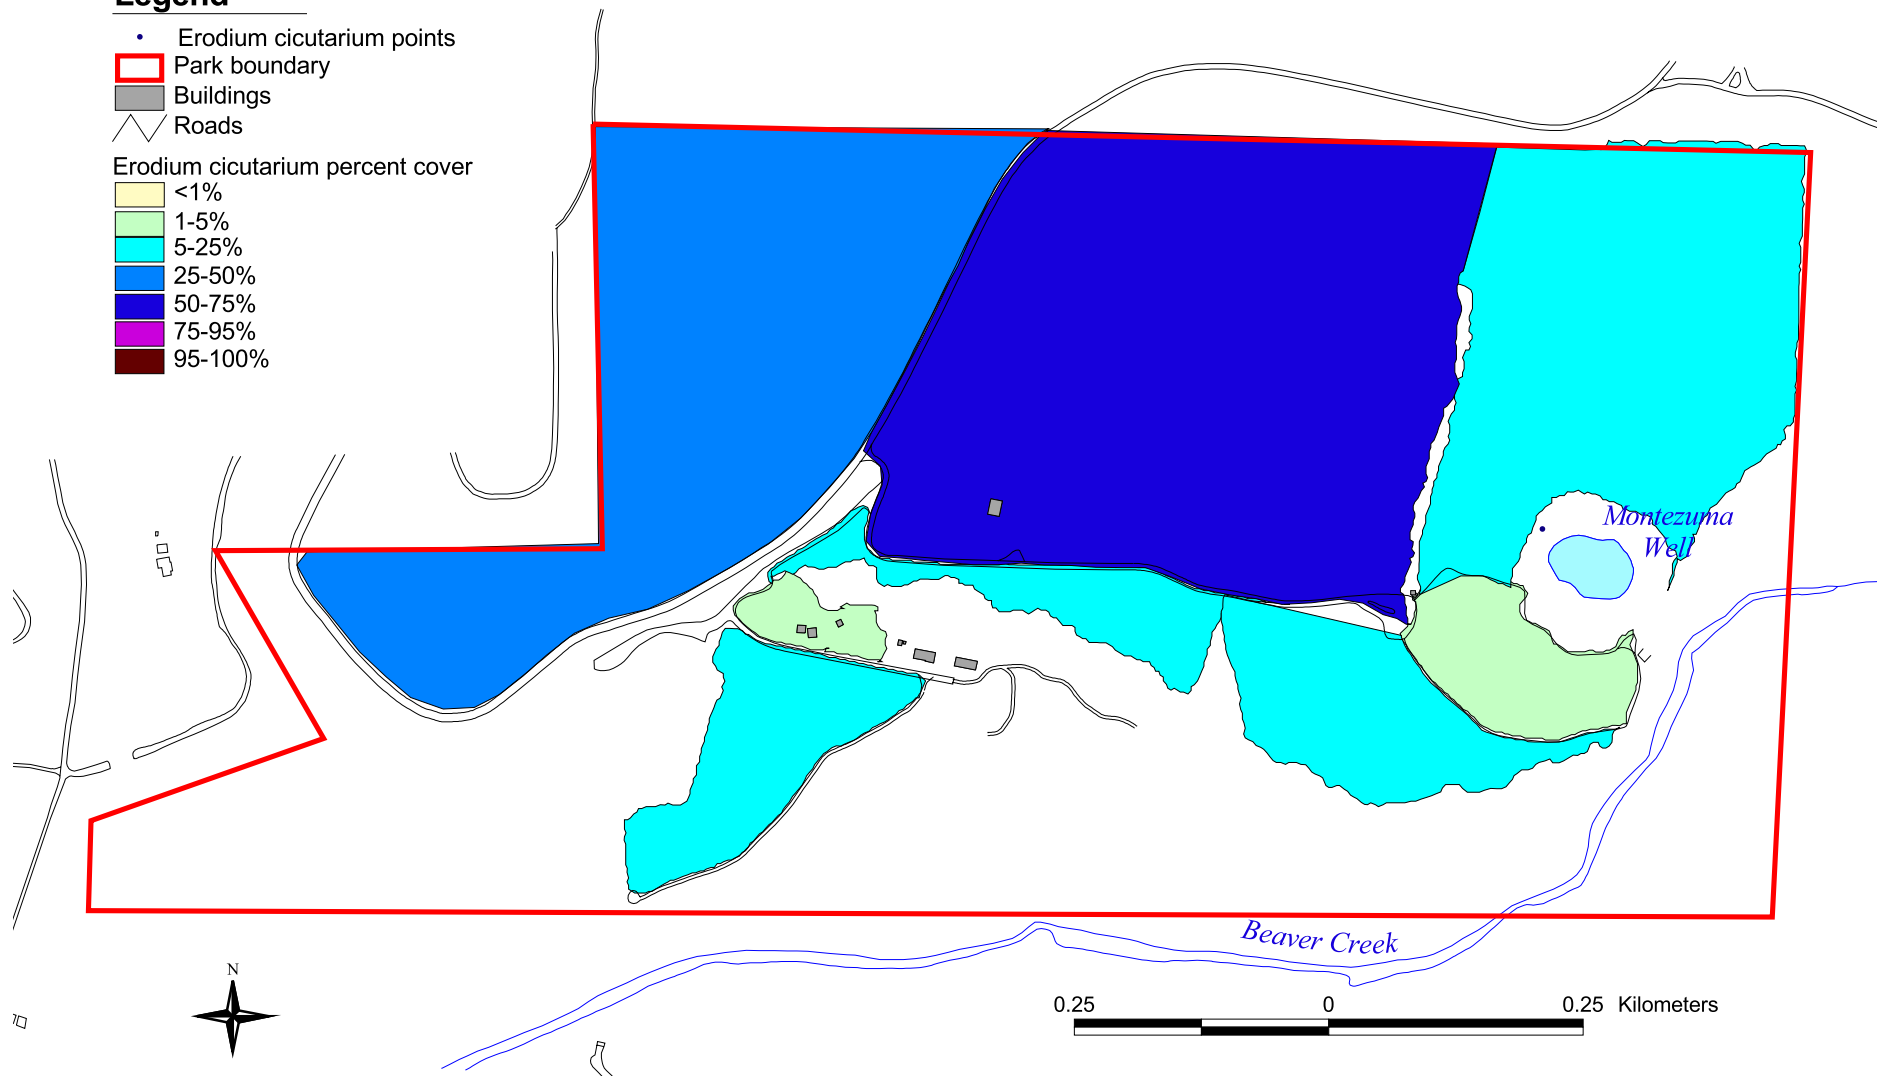 Legend
Erodium cicutarium points
Park boundary
Buildings
Roads
Erodium cicutarium percent cover
<1%
1-5%
5-25%
25-50%
50-75%
75-95%
95-100%
Montezuma
Well
Beaver Creek
N
0.25 0 0.25 Kilometers